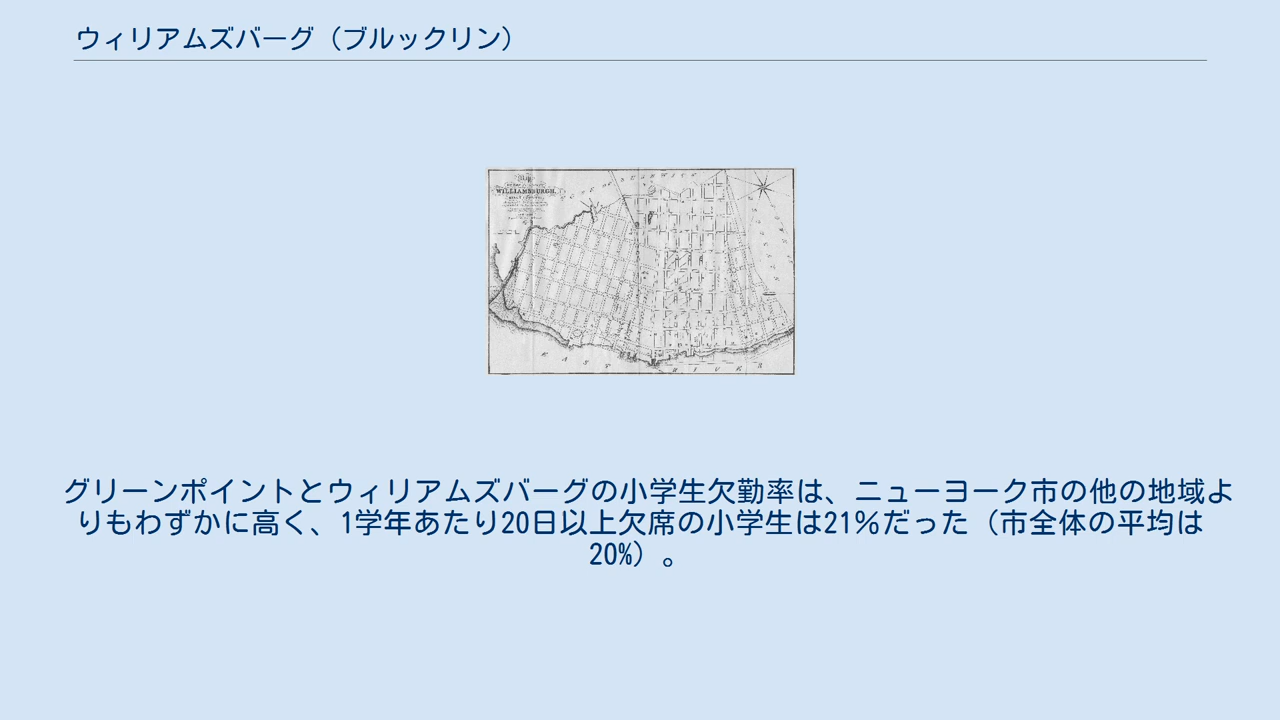 ウィリアムズバーグ（ブルックリン）
WILLIAMSBURGH,
EAST RIVER
グリーンポイントとウィリアムズバーグの小学生欠勤率は、ニューヨーク市の他の地域よ
りもわずかに高く、1学年あたり20日以上欠席の小学生は21％だった（市全体の平均は
20%）。